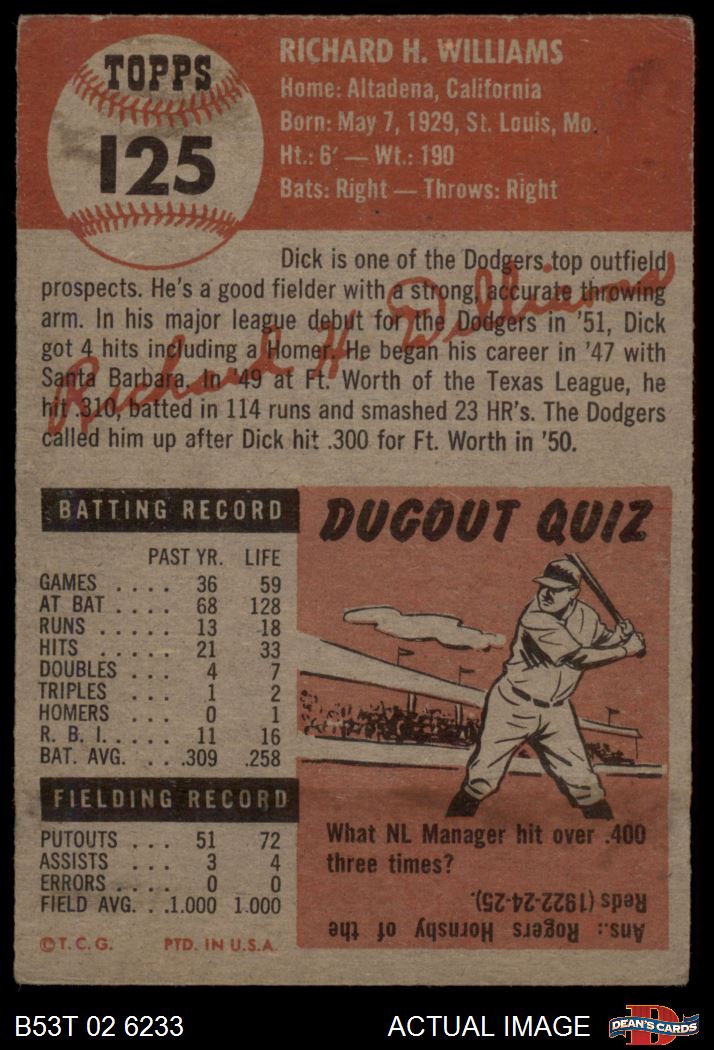 TOPPS
125
RICHARD H. WILLIAMS
Home: Altadena, California
Born: May 7, 1929, St. Louis, Mo.
Ht.: 6' — Wt.: 190
Bats: Right — Throws: Right
Dick is one of the Dodgers top outfield
prospects. He's a good fielder with a strong, accurate throwing
arm. In his major league debut for the Dodgers in '51, Dick
got 4 hits including a Homer. He began his career in '47 with
Santa Barbara. In '49 at Ft. Worth of the Texas League, he
hit .310, batted in 114 runs and smashed 23 HR's. The Dodgers
called him up after Dick hit .300 for Ft. Worth in '50.
Richard H. Williams
BATTING RECORD
PAST YR. LIFE
GAMES .... 36 59
AT BAT .... 68 128
RUNS ..... 13 18
HITS ..... 21 33
DOUBLES ... 4 7
TRIPLES ... 1 2
HOMERS ... 0 1
R. B. I. .... 11 16
BAT. AVG. ... .309 .258
FIELDING RECORD
PUTOUTS ... 51 72
ASSISTS ... 3 4
ERRORS .... 0 0
FIELD AVG. . .1.000 1.000
©T.C.G. PTD. IN U.S.A.
DUGOUT QUIZ
What NL Manager hit over .400
three times?
Ans.: Rogers Hornsby of the
Reds (1922-24-25).
B53T 02 6233 ACTUAL IMAGE
D
DEAN'S CARDS